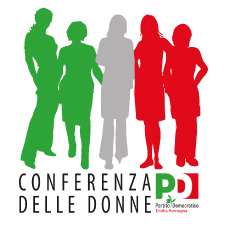 CONFERENZA
DELLE DONNE
PD
Partito Democratico
Emilia Romagna